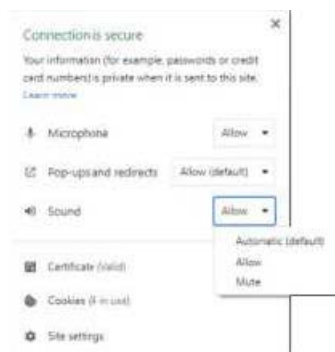 Connection is secure
Your information (for example, passwords or credit
card numbers) is private when it is sent to this site.
Learn more
Microphone Allow
Pop-ups and redirects Allow (default)
Sound Allow
Automatic (default)
Allow
Mute
Certificate (Valid)
Cookies (in use)
Site settings